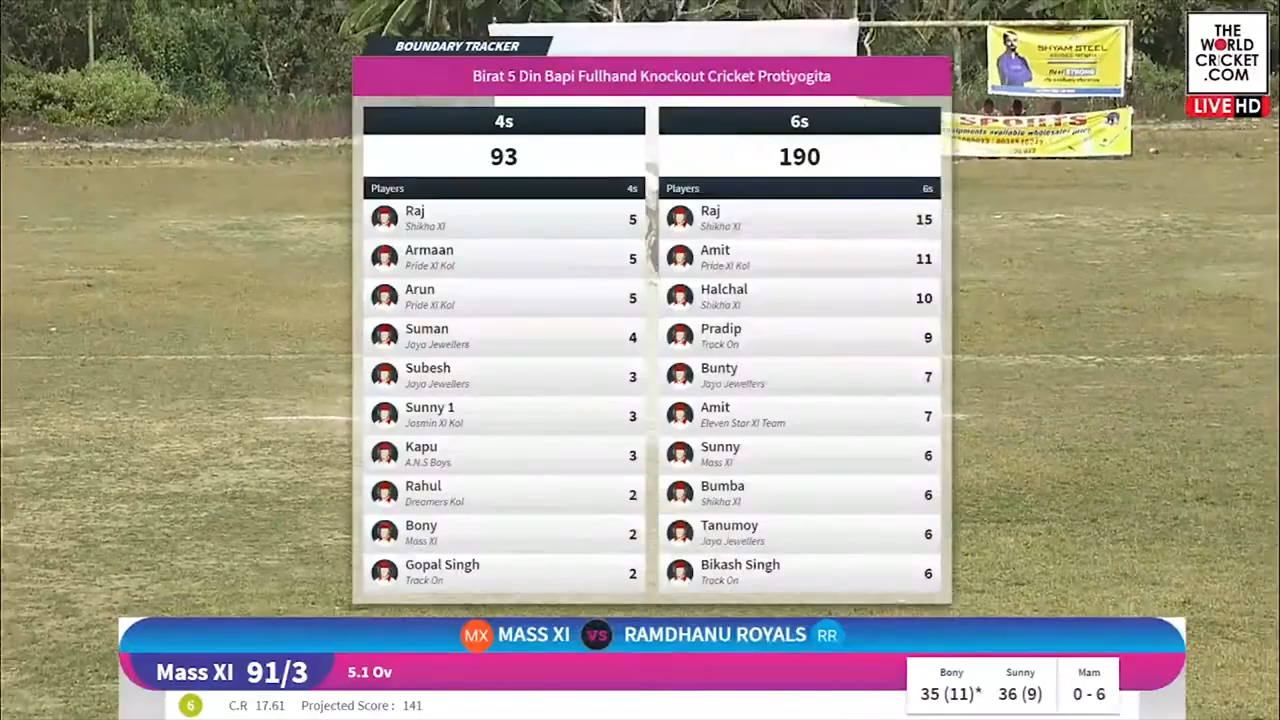 BOUNDARY TRACKER
Birat 5 Din Bapi Fullhand Knockout Cricket Protiyogita
4s
93
Players 4s
Raj
Shikha XI
5
Armaan
Pride XI Kol
5
Arun
Pride XI Kol
5
Suman
Jaya Jewellers
4
Subesh
Jaya Jewellers
3
Sunny 1
Jasmin XI Kol
3
Kapu
A.N.S Boys
3
Rahul
Dreamers Kol
2
Bony
Mass XI
2
Gopal Singh
Track On
2
6s
190
Players 6s
Raj
Shikha XI
15
Amit
Pride XI Kol
11
Halchal
Shikha XI
10
Pradip
Track On
9
Bunty
Jaya Jewellers
7
Amit
Eleven Star XI Team
7
Sunny
Mass XI
6
Bumba
Shikha XI
6
Tanumoy
Jaya Jewellers
6
Bikash Singh
Track On
6
SHYAM STEEL
STRONG
SPORTS
available wholesaler price
THE
WORLD
CRICKET
.COM
LIVE HD
MX MASS XI VS RAMDHANU ROYALS RR
Mass XI 91/3 5.1 Ov
6 C.R 17.61 Projected Score : 141
Bony Sunny Mam
35 (11)* 36 (9) 0 - 6